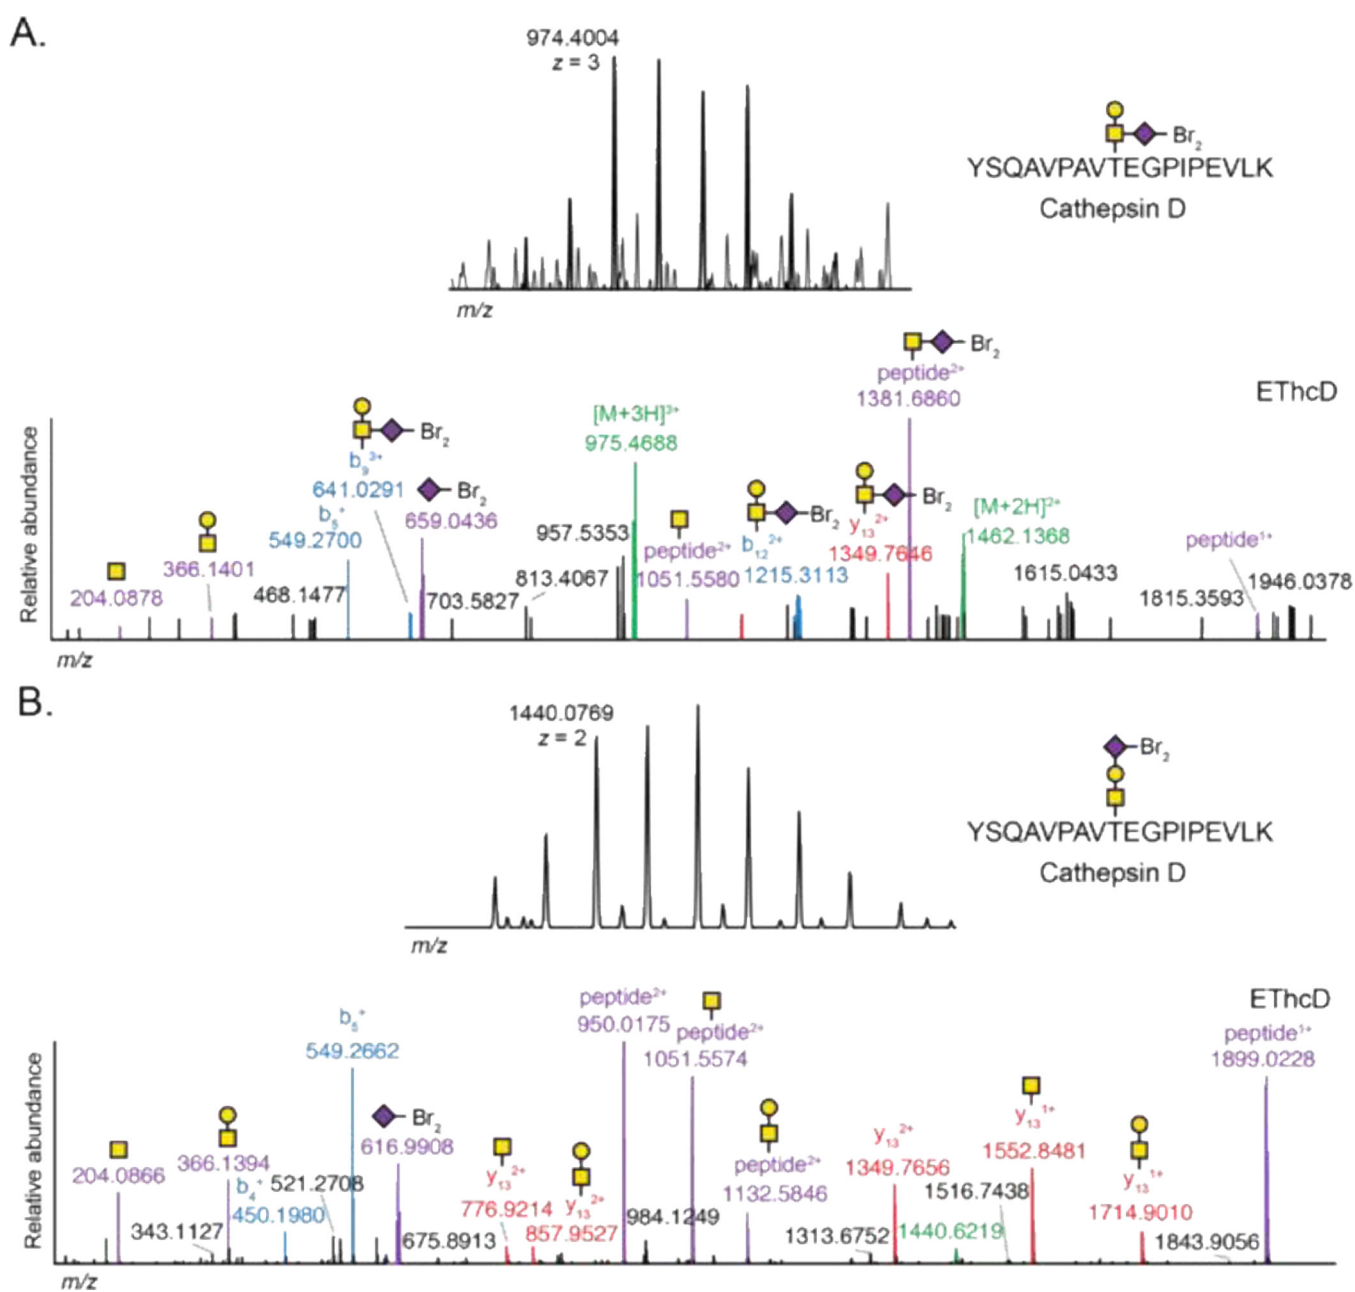 A.
974.4004
z = 3
Br2
YSQAVPAVTEGPIPEVLK
Cathepsin D
m/z
Br2
peptide2+
1381.6860
EThcD
Relative abundance
[M+3H]3+
975.4688
Br2
b93+
641.0291
Br2
659.0436
b5+
549.2700
366.1401
204.0878
468.1477
703.5827
813.4067
957.5353
peptide2+
1051.5580
Br2
b122+
1215.3113
Br2
y132+
1349.7646
[M+2H]2+
1462.1368
1615.0433
peptide1+
1815.3593
1946.0378
m/z
B.
1440.0769
z = 2
Br2
YSQAVPAVTEGPIPEVLK
Cathepsin D
m/z
EThcD
Relative abundance
204.0866
343.1127
366.1394
b4+
450.1980
521.2708
b5+
549.2662
Br2
616.9908
675.8913
y132+
776.9214
y132+
857.9527
peptide2+
950.0175
984.1249
peptide2+
1051.5574
peptide2+
1132.5846
1313.6752
y132+
1349.7656
1440.6219
1516.7438
y131+
1552.8481
y131+
1714.9010
1843.9056
peptide1+
1899.0228
m/z